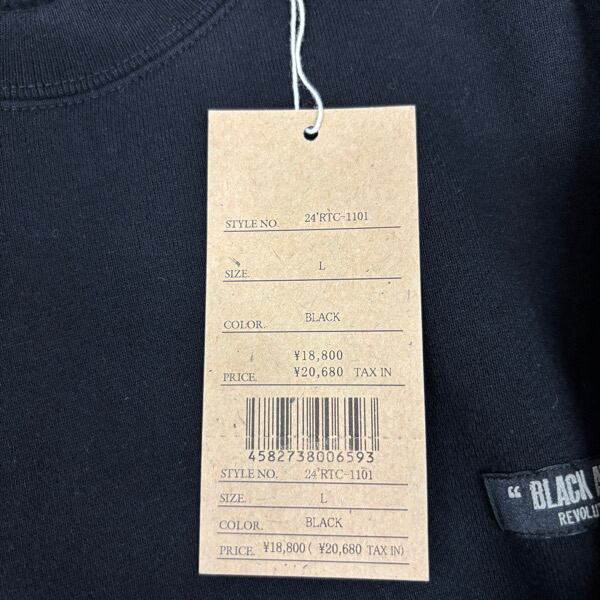 STYLE NO. 24'RTC-1101
SIZE. L
COLOR. BLACK
¥18,800
PRICE. ¥20,680 TAX IN
4582738006593
STYLE NO. 24'RTC-1101
SIZE. L
COLOR. BLACK
PRICE. ¥18,800 ( ¥20,680 TAX IN)
“ BLACK